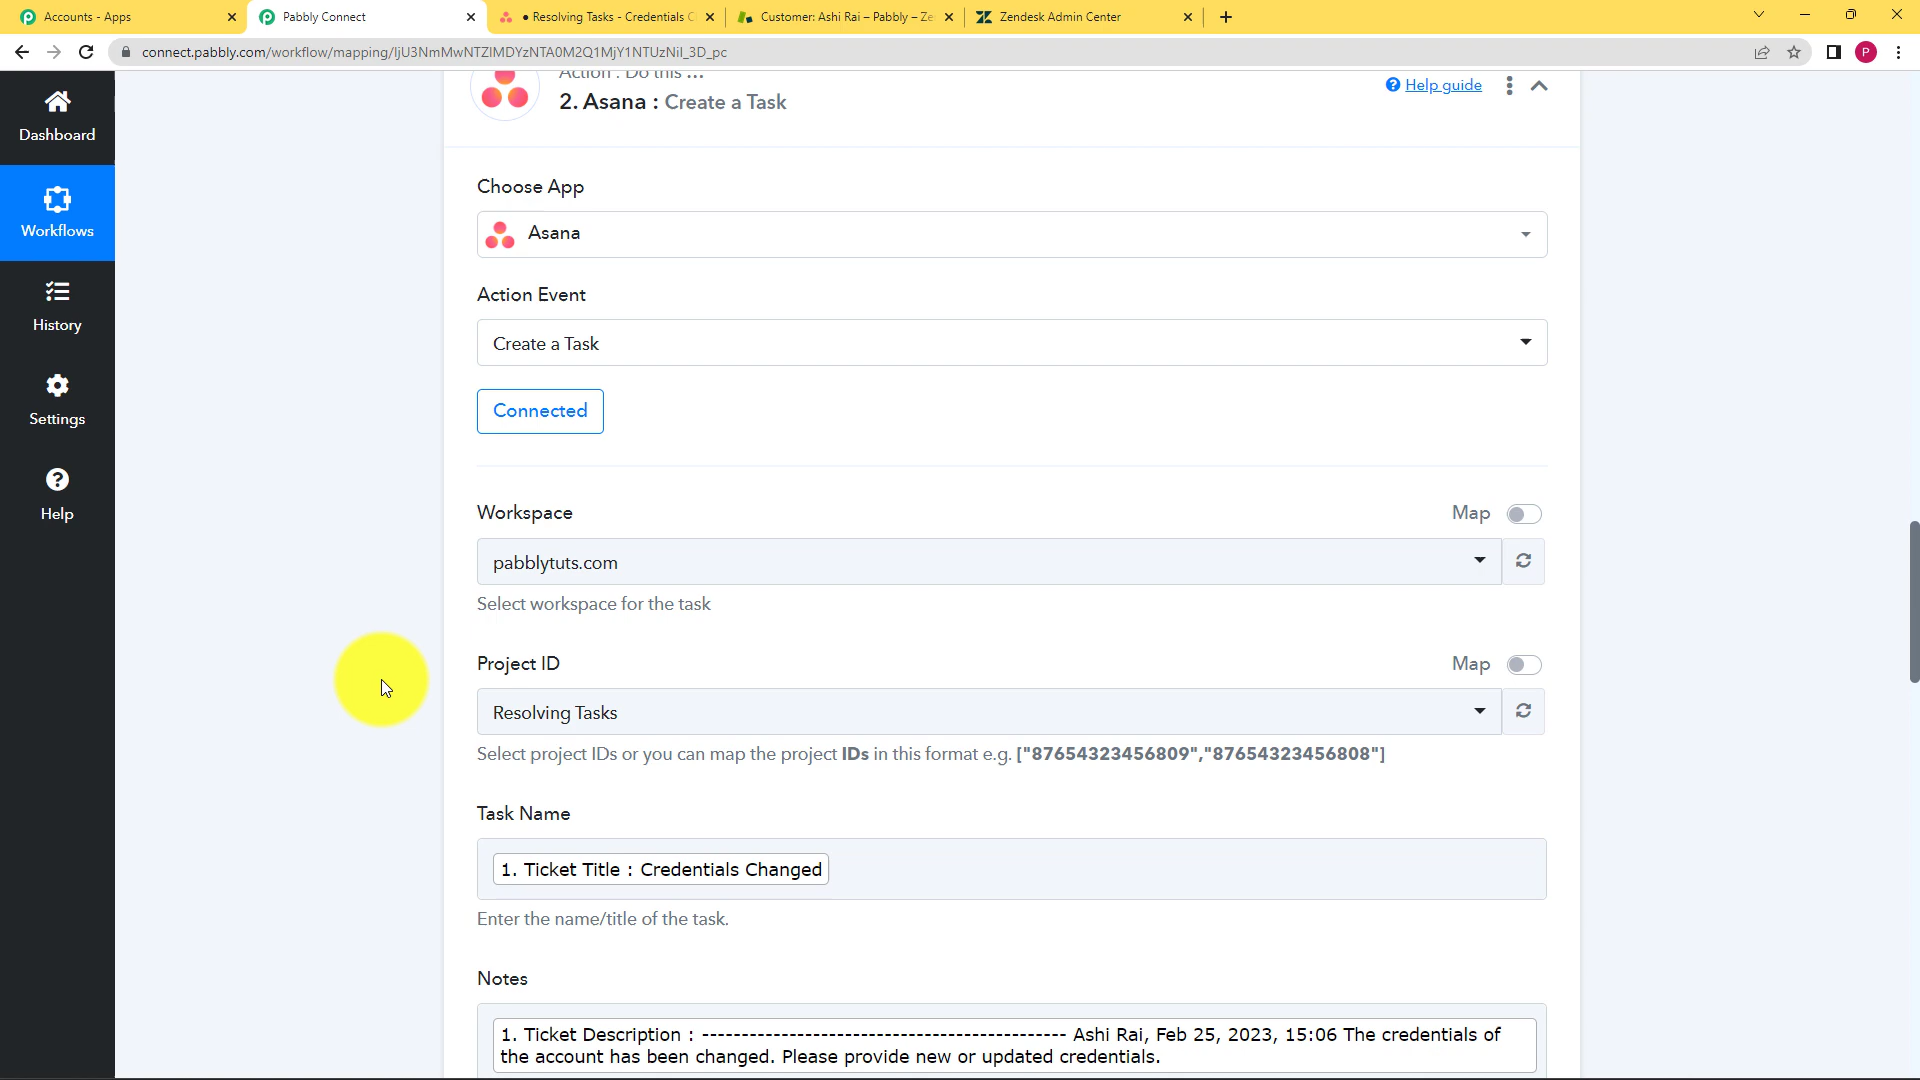 Accounts - Apps
Pabbly Connect
• Resolving Tasks - Credentials C
Customer: Ashi Rai – Pabbly – Ze
Zendesk Admin Center
connect.pabbly.com/workflow/mapping/IjU3NmMwNTZlMDYzNTA0M2Q1MjY1NTUzNiI_3D_pc
P
Dashboard
Workflows
History
Settings
Help
Action : Do this ...
2. Asana : Create a Task
Help guide
Choose App
Asana
Action Event
Create a Task
Connected
Workspace
Map
pabblytuts.com
Select workspace for the task
Project ID
Map
Resolving Tasks
Select project IDs or you can map the project IDs in this format e.g. ["87654323456809","87654323456808"]
Task Name
1. Ticket Title : Credentials Changed
Enter the name/title of the task.
Notes
1. Ticket Description : ---------------------------------------------- Ashi Rai, Feb 25, 2023, 15:06 The credentials of
the account has been changed. Please provide new or updated credentials.